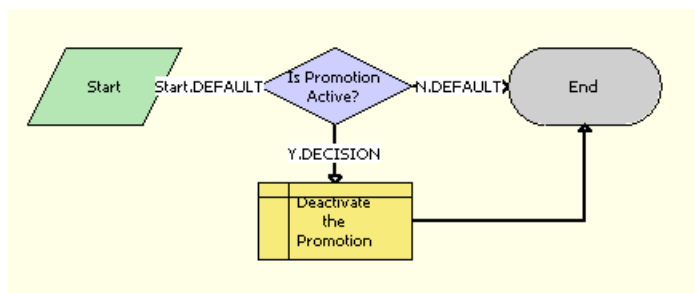 Start
Start.DEFAULT
Is Promotion
Active?
N.DEFAULT
End
Y.DECISION
Deactivate
the
Promotion